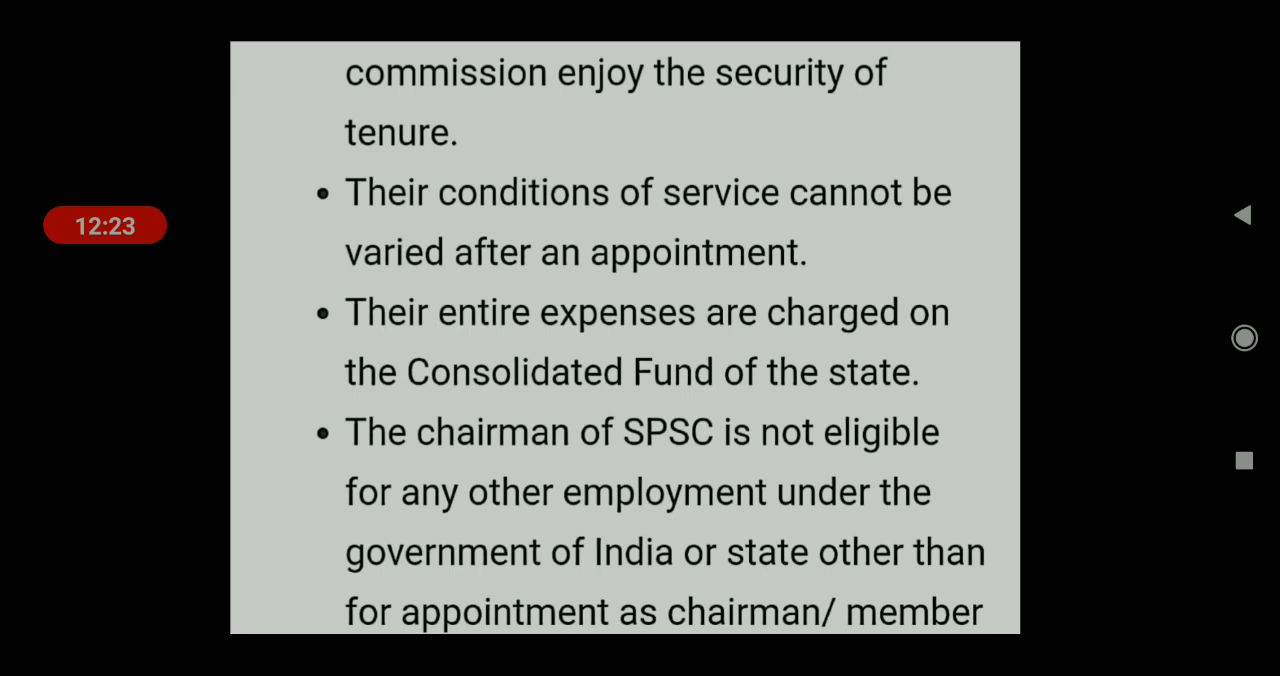 commission enjoy the security of
tenure.
12:23
• Their conditions of service cannot be
varied after an appointment.
• Their entire expenses are charged on
the Consolidated Fund of the state.
• The chairman of SPSC is not eligible
for any other employment under the
government of India or state other than
for appointment as chairman/ member